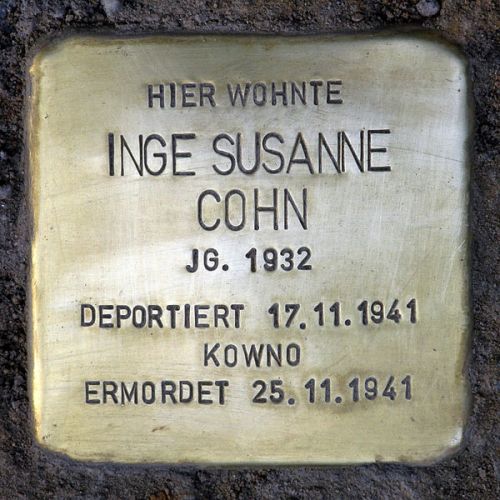 HIER WOHNTE
INGE SUSANNE
COHN
JG. 1932
DEPORTIERT 17.11.1941
KOWNO
ERMORDET 25.11.1941